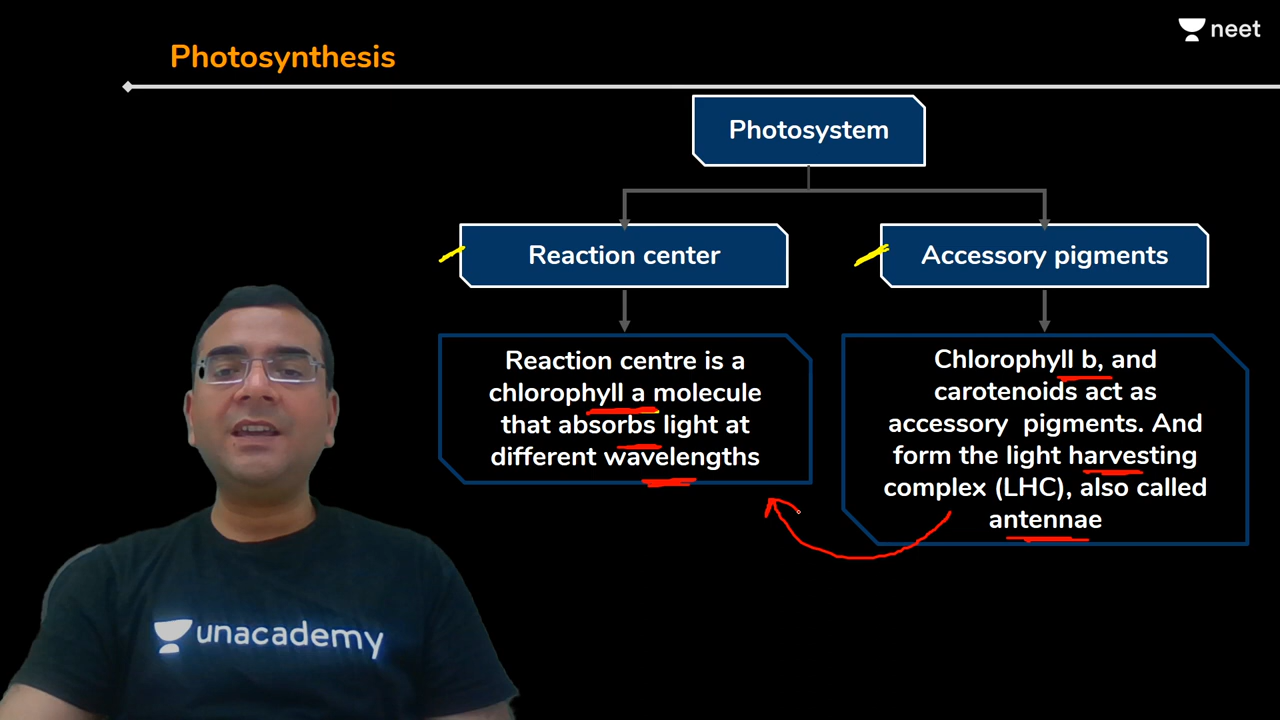 neet
Photosynthesis
Photosystem
Reaction center
Accessory pigments
Reaction centre is a
chlorophyll a molecule
that absorbs light at
different wavelengths
Chlorophyll b, and
carotenoids act as
accessory pigments. And
form the light harvesting
complex (LHC), also called
antennae
unacademy